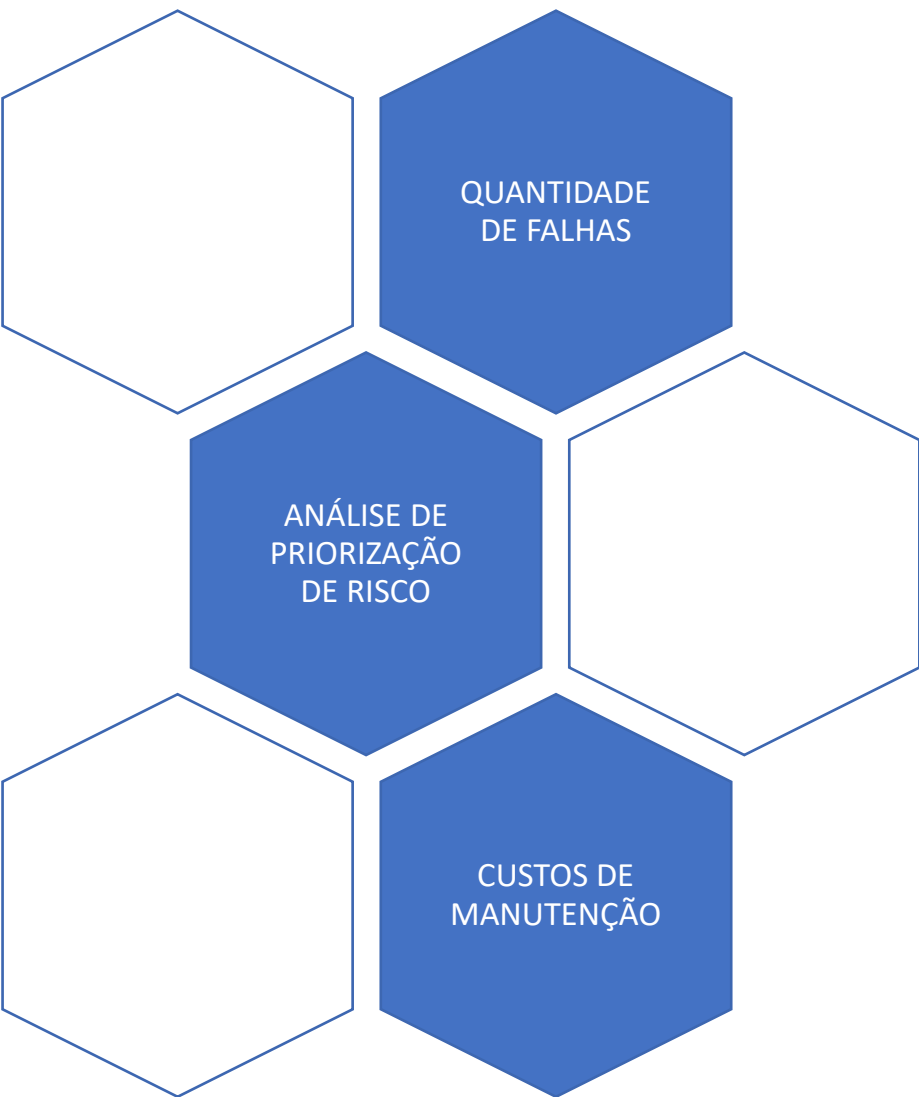 QUANTIDADE
DE FALHAS
ANÁLISE DE
PRIORIZAÇÃO
DE RISCO
CUSTOS DE
MANUTENÇÃO